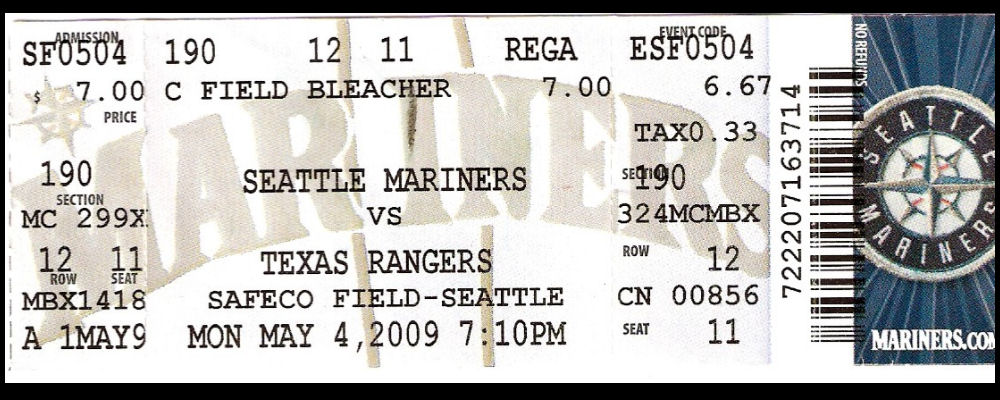 ADMISSION
SF0504 190 12 11 REGA
EVENT CODE
ESF0504
$ 7.00 C FIELD BLEACHER 7.00 6.67
PRICE
TAX0.33
MARINERS
190
SECTION
SEATTLE MARINERS
SECTION
190
MC 299X
VS
324MCMBX
12 11
ROW SEAT
TEXAS RANGERS
ROW 12
MBX1418
SAFECO FIELD-SEATTLE
CN 00856
A 1MAY9
MON MAY 4,2009 7:10PM
SEAT 11
722207163714
NO REFUNDS
SEATTLE
MARINERS
MARINERS.COM